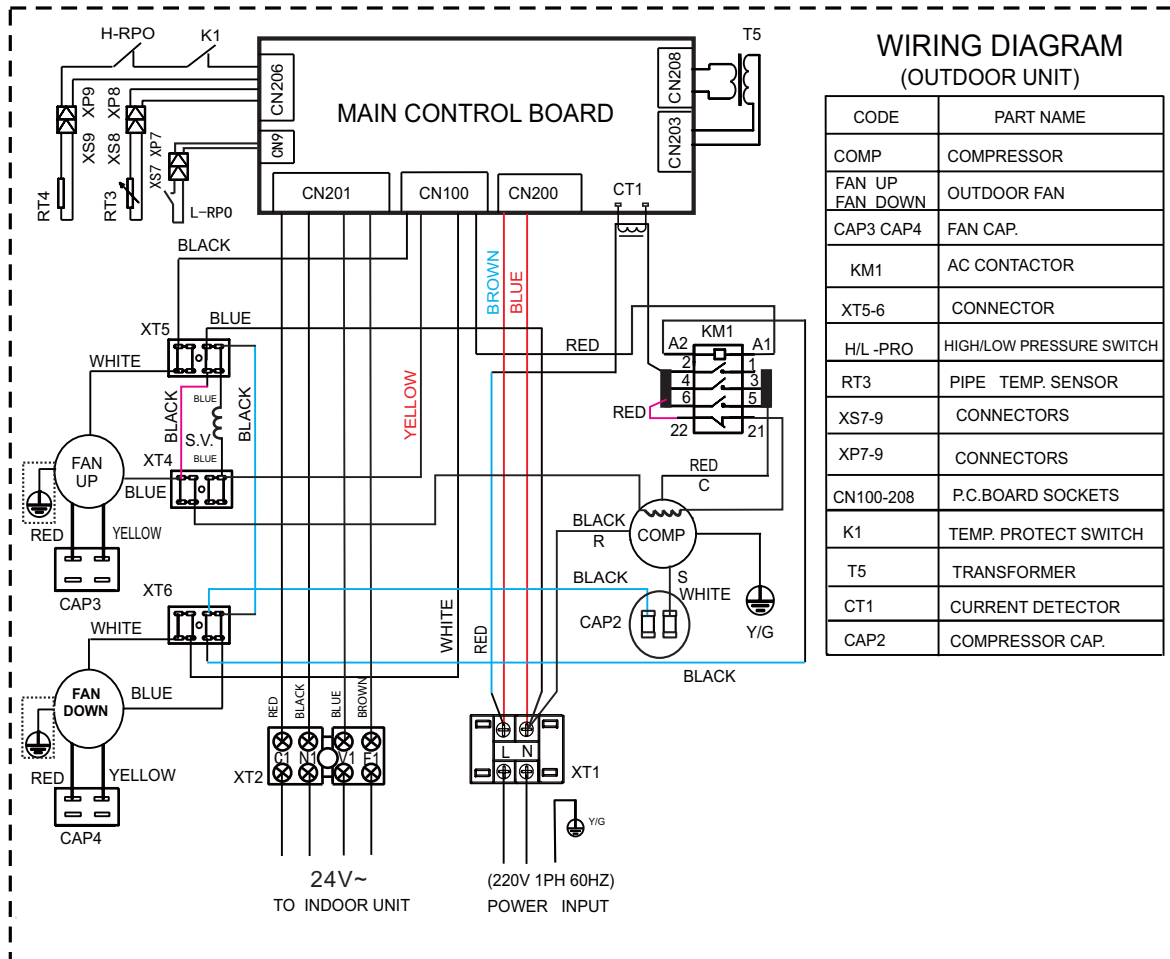 WIRING DIAGRAM
(OUTDOOR UNIT)
CODE PART NAME
COMP COMPRESSOR
FAN UP
FAN DOWN OUTDOOR FAN
CAP3 CAP4 FAN CAP.
KM1 AC CONTACTOR
XT5-6 CONNECTOR
H/L -PRO HIGH/LOW PRESSURE SWITCH
RT3 PIPE TEMP. SENSOR
XS7-9 CONNECTORS
XP7-9 CONNECTORS
CN100-208 P.C.BOARD SOCKETS
K1 TEMP. PROTECT SWITCH
T5 TRANSFORMER
CT1 CURRENT DETECTOR
CAP2 COMPRESSOR CAP.
H-RPO K1
T5
MAIN CONTROL BOARD
CN206
CN9
CN208
CN203
CN201 CN100 CN200 CT1
XP9
XP8
XS9
XS8
XP7
XS7
RT4
RT3
L-RPO
BLACK
BROWN
BLUE
XT5
BLUE
WHITE
RED
KM1
A2 A1
2 1
4 3
6 5
RED
22 21
BLACK
BLUE
S.V.
BLUE
BLACK
YELLOW
XT4
FAN
UP
BLUE
RED
YELLOW
CAP3
RED
C
BLACK
R
COMP
S
WHITE
BLACK
CAP2
Y/G
BLACK
XT6
WHITE
WHITE
RED
FAN
DOWN
BLUE
RED
YELLOW
CAP4
RED
BLACK
BLUE
BROWN
C1 N1 V1 F1
XT2
L N
XT1
Y/G
24V~
TO INDOOR UNIT
(220V 1PH 60HZ)
POWER INPUT